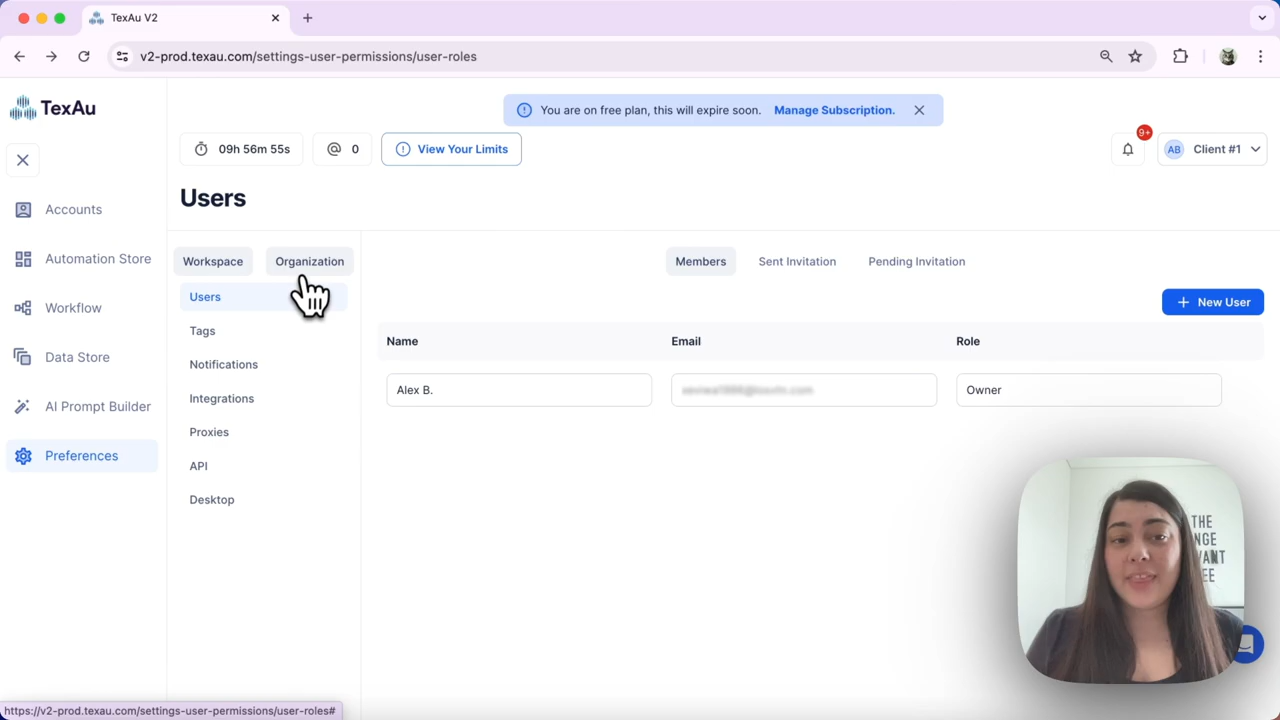 TexAu V2
v2-prod.texau.com/settings-user-permissions/user-roles
TexAu
You are on free plan, this will expire soon. Manage Subscription.
09h 56m 55s
0
View Your Limits
9+
AB Client #1
Users
Accounts
Automation Store
Workflow
Data Store
AI Prompt Builder
Preferences
Workspace Organization
Users
Tags
Notifications
Integrations
Proxies
API
Desktop
Members Sent Invitation Pending Invitation
New User
Name Email Role
Alex B. Owner
THE
NGE
ANT
EE
https://v2-prod.texau.com/settings-user-permissions/user-roles#